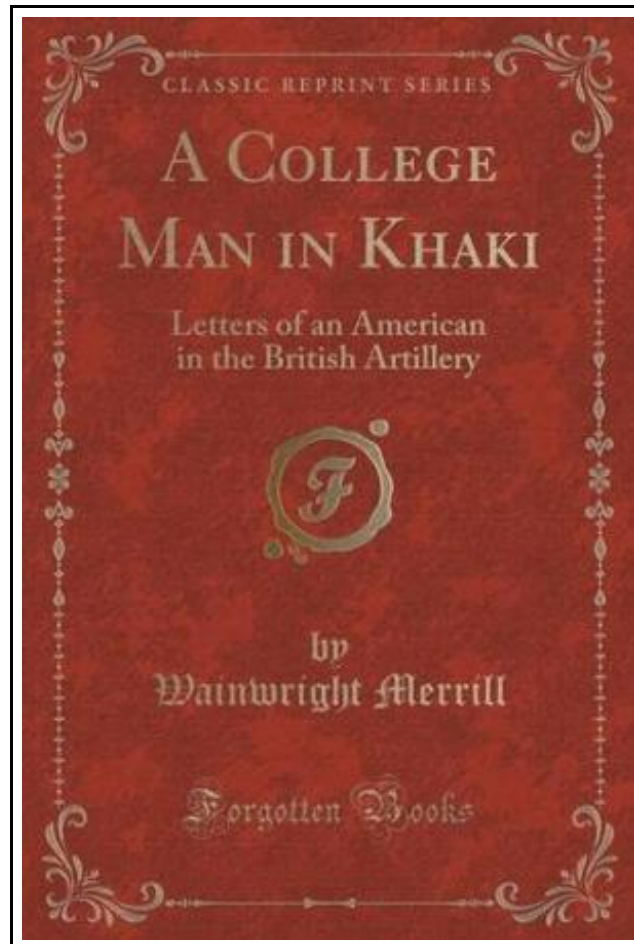 CLASSIC REPRINT SERIES
A COLLEGE
MAN IN KHAKI
Letters of an American
in the British Artillery
F
by
Wainwright Merrill
Forgotten Books